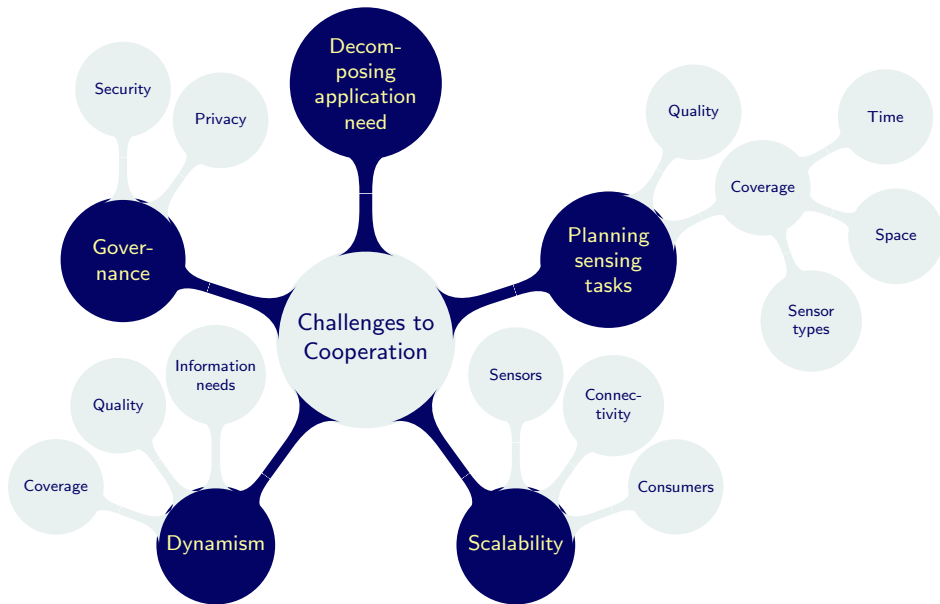 Decom-
posing
application
need
Security
Privacy
Quality
Time
Coverage
Space
Gover-
nance
Planning
sensing
tasks
Sensor
types
Challenges to
Cooperation
Information
needs
Quality
Coverage
Dynamism
Sensors
Connec-
tivity
Consumers
Scalability